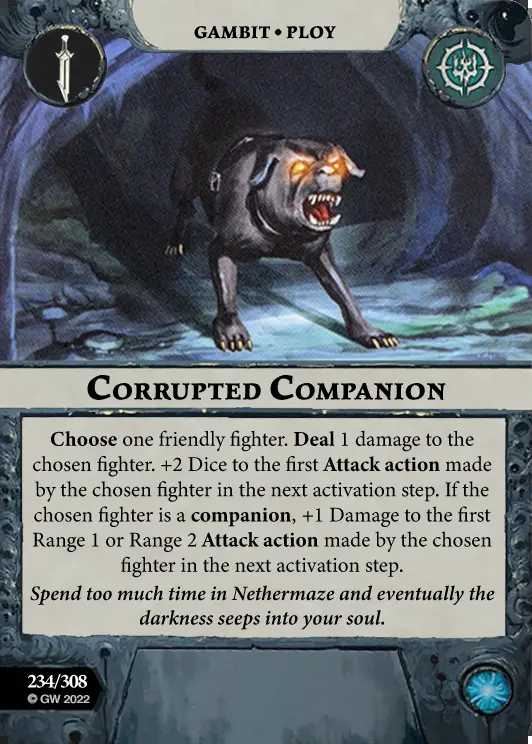 GAMBIT • PLOY
CORRUPTED COMPANION
Choose one friendly fighter. Deal 1 damage to the
chosen fighter. +2 Dice to the first Attack action made
by the chosen fighter in the next activation step. If the
chosen fighter is a companion, +1 Damage to the first
Range 1 or Range 2 Attack action made by the chosen
fighter in the next activation step.
Spend too much time in Nethermaze and eventually the
darkness seeps into your soul.
234/308
© GW 2022